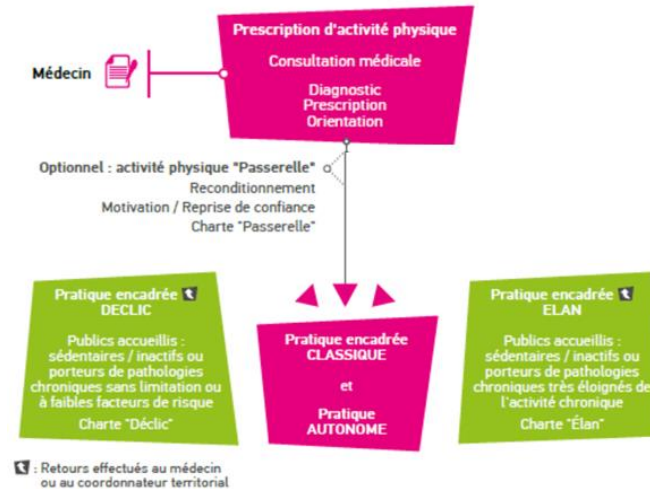 Prescription d'activité physique
Consultation médicale
Diagnostic
Prescription
Orientation
Médecin
Optionnel : activité physique "Passerelle"
Reconditionnement
Motivation / Reprise de confiance
Charte "Passerelle"
Pratique encadrée
DECLIC
Publics accueillis :
sédentaires / inactifs ou
porteurs de pathologies
chroniques sans limitation ou
à faibles facteurs de risque
Charte "Déclic"
Pratique encadrée
CLASSIQUE
et
Pratique
AUTONOME
Pratique encadrée
ELAN
Publics accueillis :
sédentaires / inactifs ou
porteurs de pathologies
chroniques très éloignés de
l'activité chronique
Charte "Élan"
: Retours effectués au médecin
ou au coordonnateur territorial